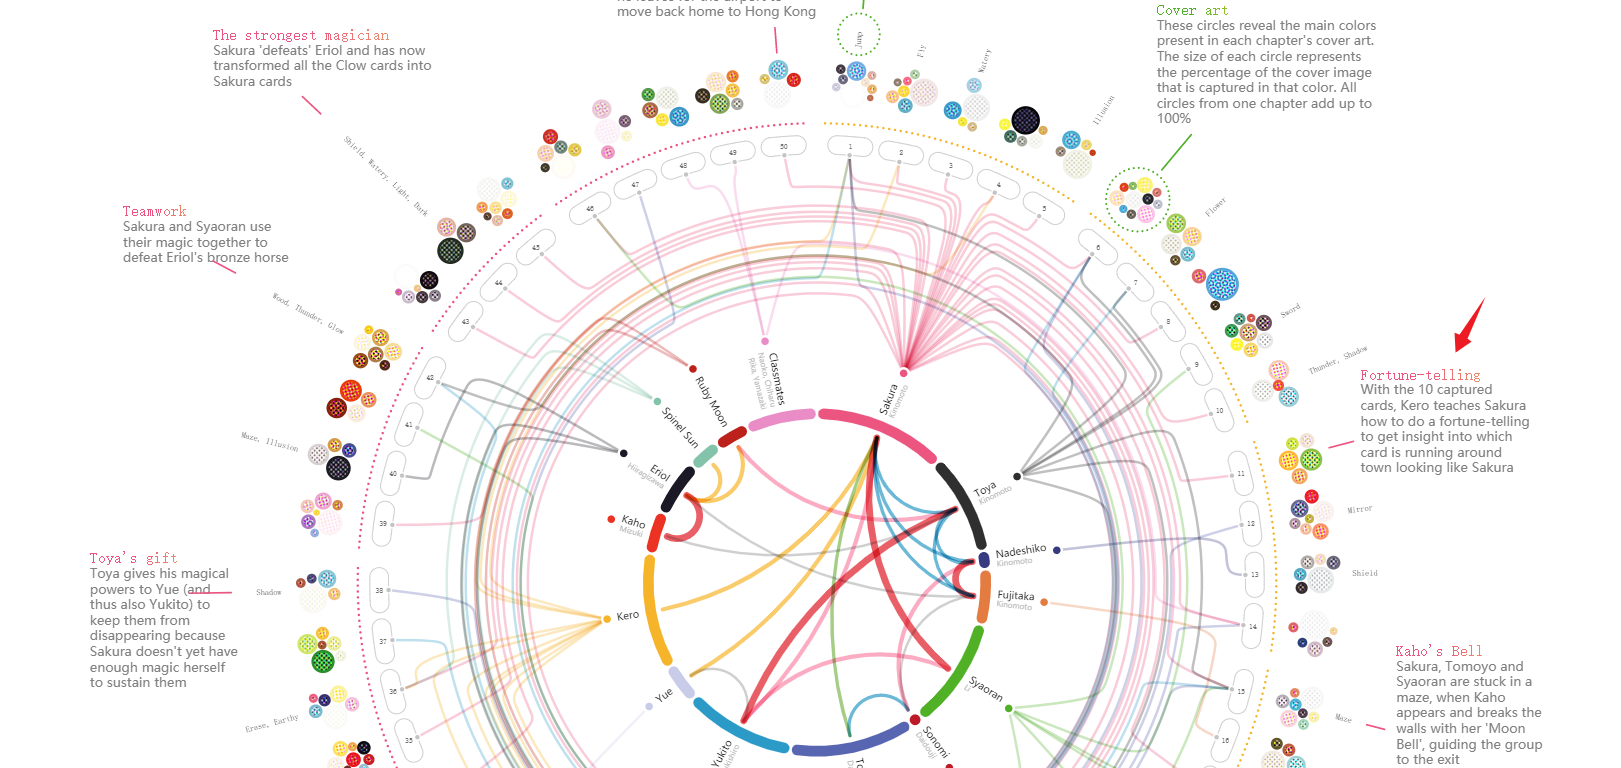 he leaves for the airport to
move back home to Hong Kong
Cover art
These circles reveal the main colors
present in each chapter's cover art.
The size of each circle represents
the percentage of the cover image
that is captured in that color. All
circles from one chapter add up to
100%
The strongest magician
Sakura 'defeats' Eriol and has now
transformed all the Clow cards into
Sakura cards
Teamwork
Sakura and Syaoran use
their magic together to
defeat Eriol's bronze horse
Toya's gift
Toya gives his magical
powers to Yue (and
thus also Yukito) to
keep them from
disappearing because
Sakura doesn't yet have
enough magic herself
to sustain them
Fortune-telling
With the 10 captured
cards, Kero teaches Sakura
how to do a fortune-telling
to get insight into which
card is running around
town looking like Sakura
Kaho's Bell
Sakura, Tomoyo and
Syaoran are stuck in a
maze, when Kaho
appears and breaks the
walls with her 'Moon
Bell', guiding the group
to the exit
Jump
Fly
Watery
Illusion
Flower
Sword
Thunder, Shadow
Mirror
Shield
Maze
Shield, Watery, Light, Dark
Wood, Thunder, Glow
Maze, Illusion
Shadow
Erase, Earthy
1
2
3
4
5
6
7
8
9
10
11
12
13
14
15
16
35
36
37
38
39
40
41
42
43
44
45
46
47
48
49
50
Sakura
Kinomoto
Toya
Kinomoto
Nadeshiko
Kinomoto
Fujitaka
Kinomoto
Syaoran
Li
Sonomi
Daidouji
Yukito
Yue
Kero
Kaho
Mizuki
Eriol
Hiiragizawa
Spinel Sun
Ruby Moon
Classmates
Naoko, Chiharu
Rika, Yamazaki